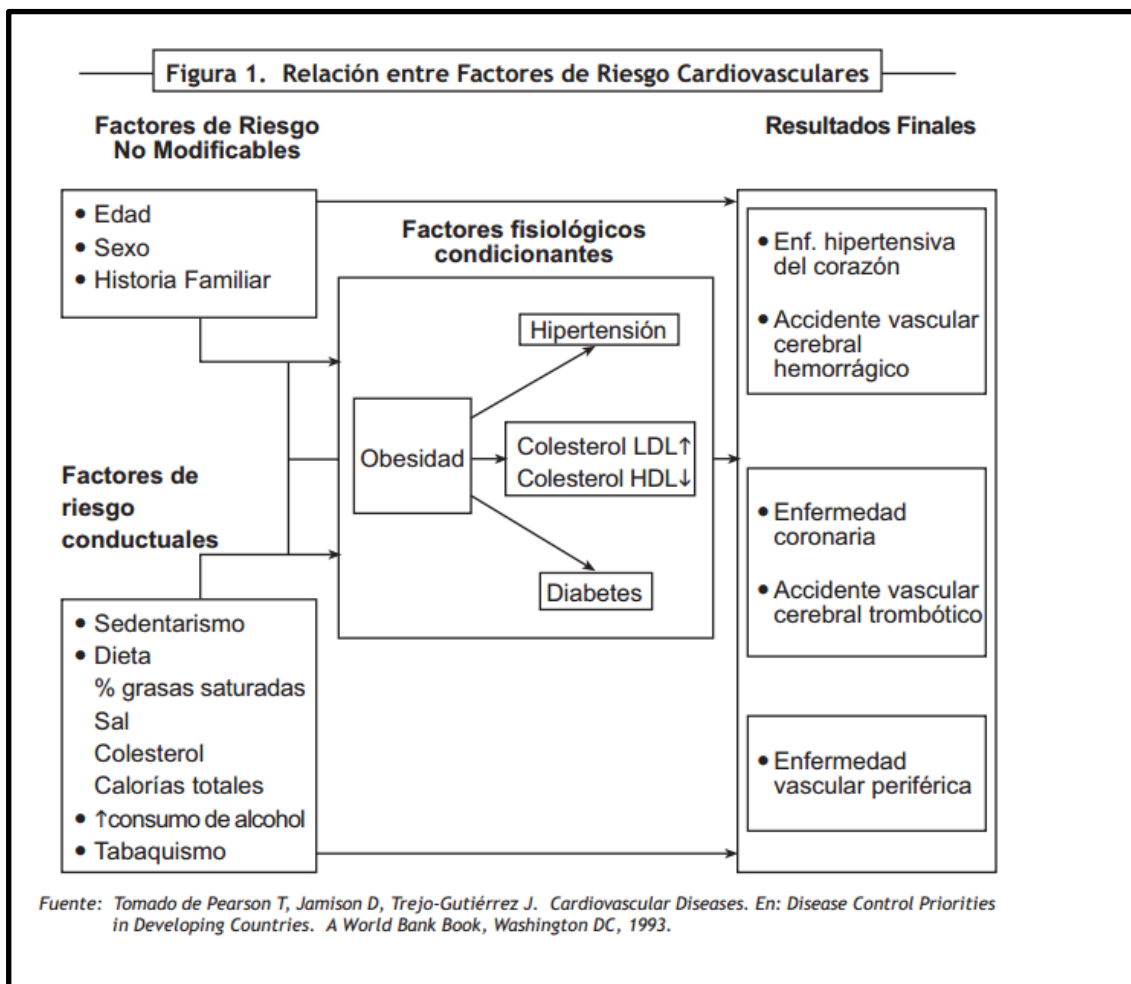 Figura 1. Relación entre Factores de Riesgo Cardiovasculares
Factores de Riesgo
No Modificables
• Edad
• Sexo
• Historia Familiar
Factores de
riesgo
conductuales
• Sedentarismo
• Dieta
% grasas saturadas
Sal
Colesterol
Calorías totales
• ↑consumo de alcohol
• Tabaquismo
Factores fisiológicos
condicionantes
Obesidad
Hipertensión
Colesterol LDL↑
Colesterol HDL↓
Diabetes
Resultados Finales
• Enf. hipertensiva
del corazón
• Accidente vascular
cerebral
hemorrágico
• Enfermedad
coronaria
• Accidente vascular
cerebral trombótico
• Enfermedad
vascular periférica
Fuente: Tomado de Pearson T, Jamison D, Trejo-Gutiérrez J. Cardiovascular Diseases. En: Disease Control Priorities
in Developing Countries. A World Bank Book, Washington DC, 1993.